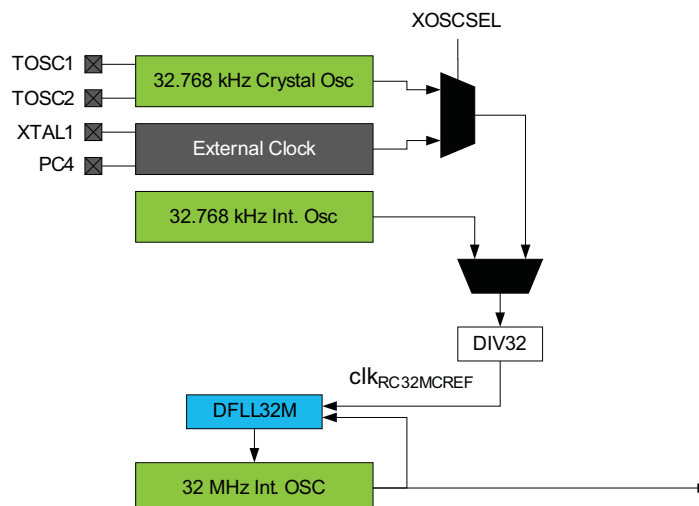 XOSCSEL
TOSC1
32.768 kHz Crystal Osc
TOSC2
XTAL1
External Clock
PC4
32.768 kHz Int. Osc
DIV32
clkRC32MCREF
DFLL32M
32 MHz Int. OSC